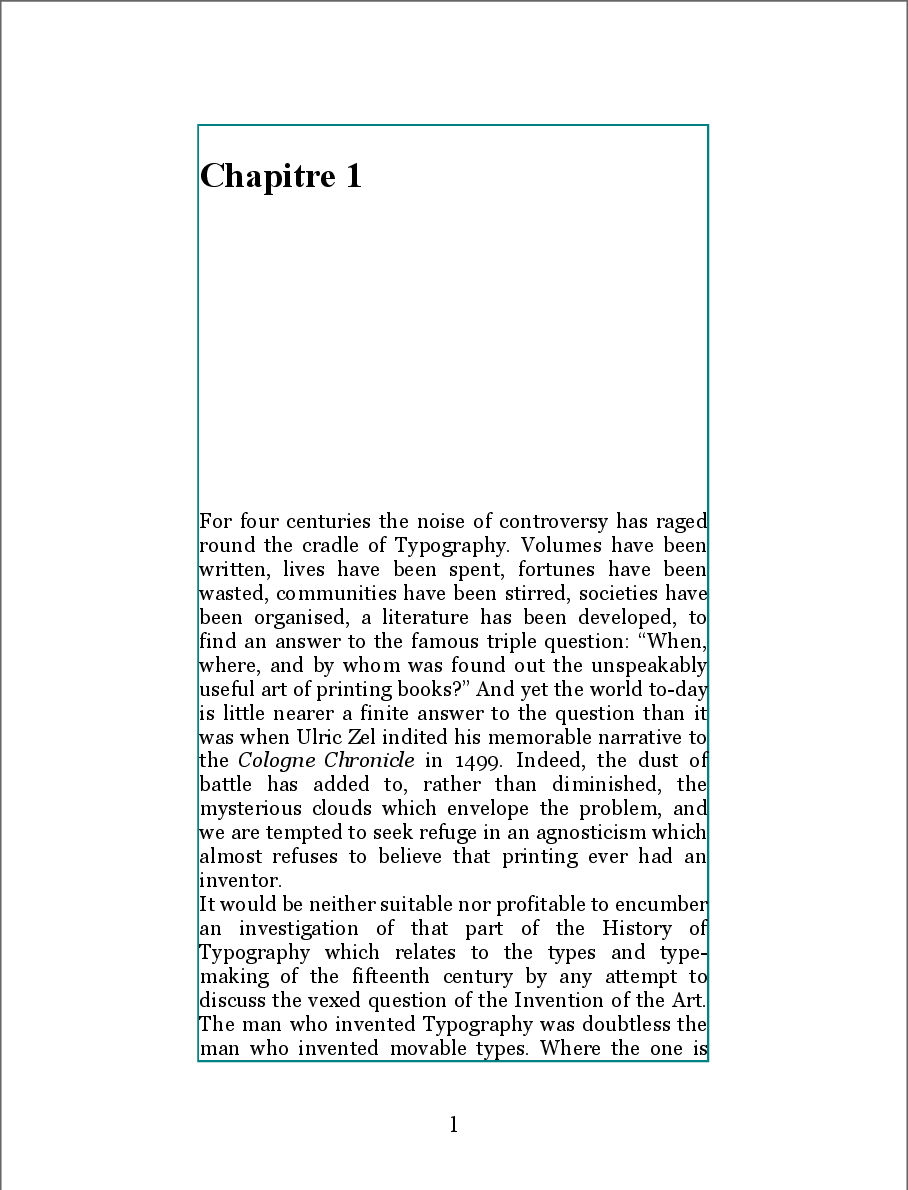 Chapitre 1
For four centuries the noise of controversy has raged
round the cradle of Typography. Volumes have been
written, lives have been spent, fortunes have been
wasted, communities have been stirred, societies have
been organised, a literature has been developed, to
find an answer to the famous triple question: “When,
where, and by whom was found out the unspeakably
useful art of printing books?” And yet the world to-day
is little nearer a finite answer to the question than it
was when Ulric Zel indited his memorable narrative to
the Cologne Chronicle in 1499. Indeed, the dust of
battle has added to, rather than diminished, the
mysterious clouds which envelope the problem, and
we are tempted to seek refuge in an agnosticism which
almost refuses to believe that printing ever had an
inventor.
It would be neither suitable nor profitable to encumber
an investigation of that part of the History of
Typography which relates to the types and type-
making of the fifteenth century by any attempt to
discuss the vexed question of the Invention of the Art.
The man who invented Typography was doubtless the
man who invented movable types. Where the one is
1